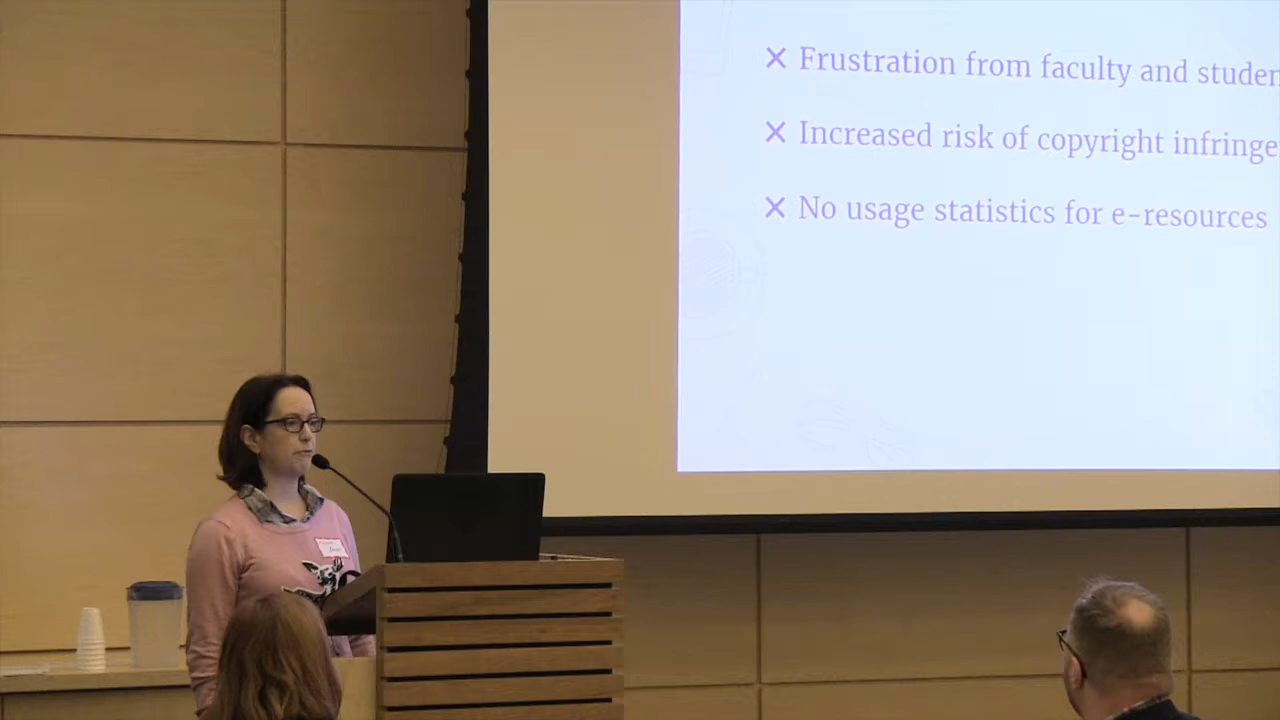 ✕ Frustration from faculty and studen
✕ Increased risk of copyright infringe
✕ No usage statistics for e-resources